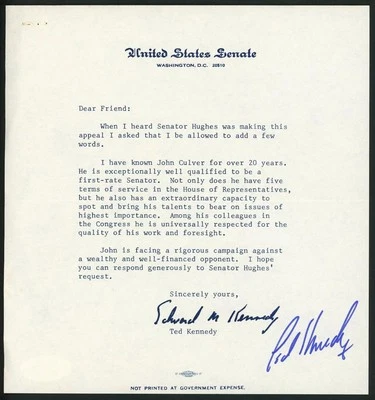 United States Senate
WASHINGTON, D.C. 20510
Dear Friend:
When I heard Senator Hughes was making this
appeal I asked that I be allowed to add a few
words.
I have known John Culver for over 20 years.
He is exceptionally well qualified to be a
first-rate Senator. Not only does he have five
terms of service in the House of Representatives,
but he also has an extraordinary capacity to
spot and bring his talents to bear on issues of
highest importance. Among his colleagues in
the Congress he is universally respected for the
quality of his work and foresight.
John is facing a rigorous campaign against
a wealthy and well-financed opponent. I hope
you can respond generously to Senator Hughes'
request.
Sincerely yours,
Edward M Kennedy
Ted Kennedy
Ted Kennedy
NOT PRINTED AT GOVERNMENT EXPENSE.